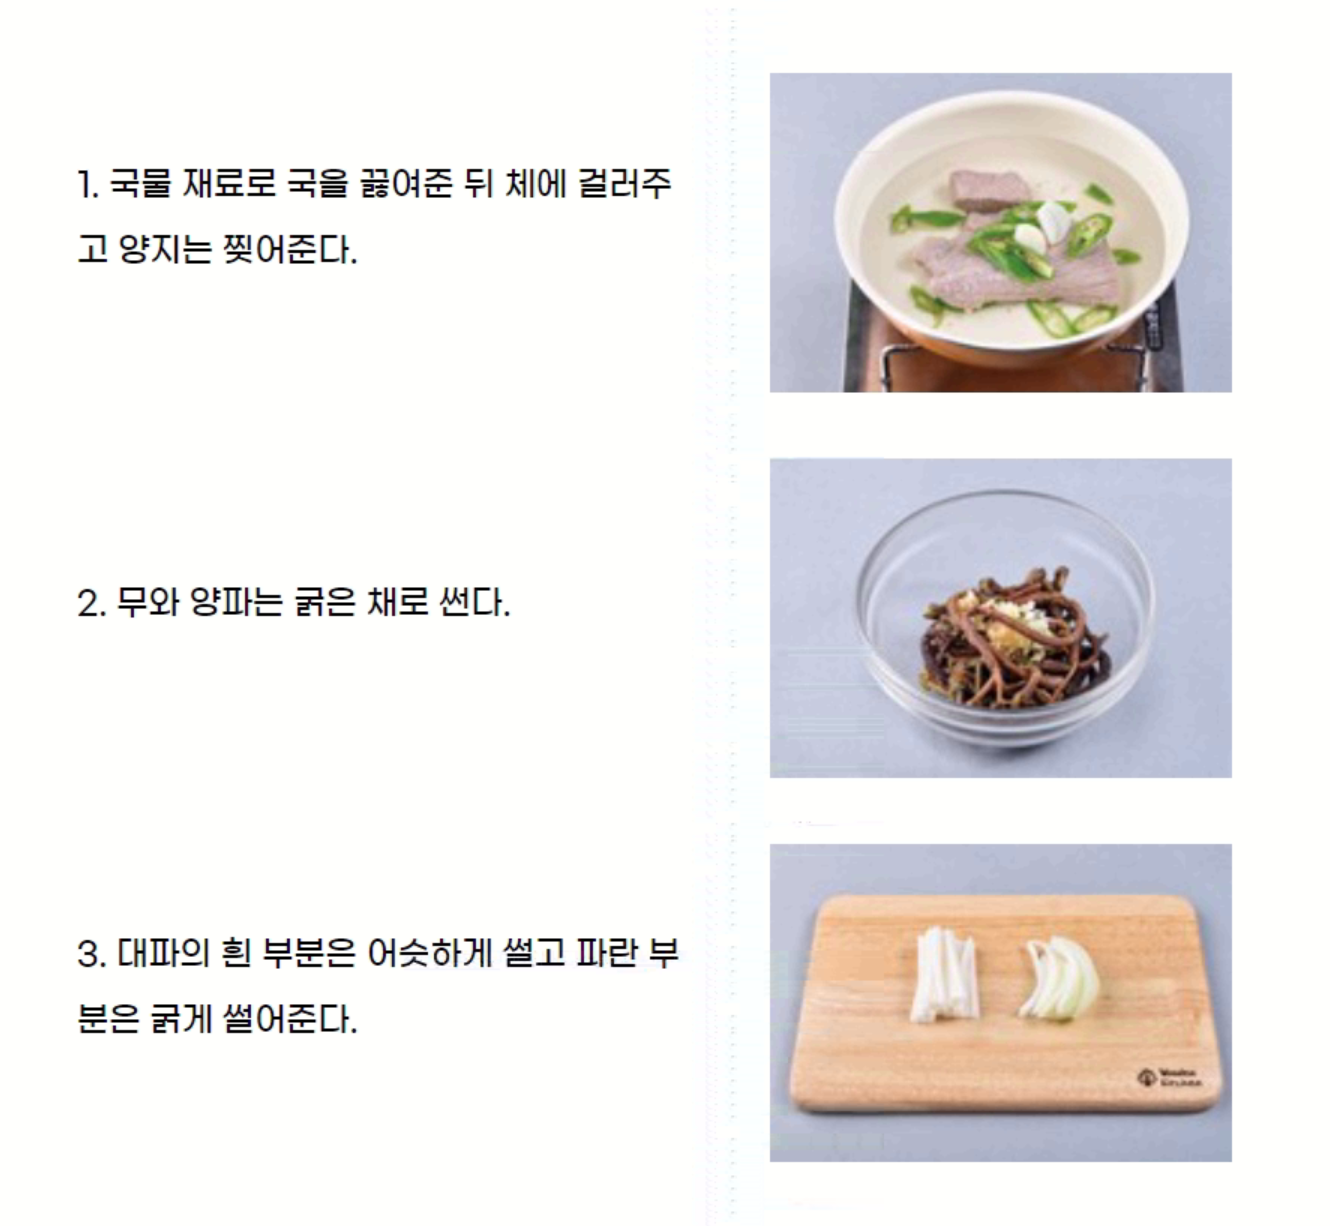 1. 국물 재료로 국을 끓여준 뒤 체에 걸러주
고 양지는 찢어준다.
2. 무와 양파는 굵은 채로 썬다.
3. 대파의 흰 부분은 어슷하게 썰고 파란 부
분은 굵게 썰어준다.